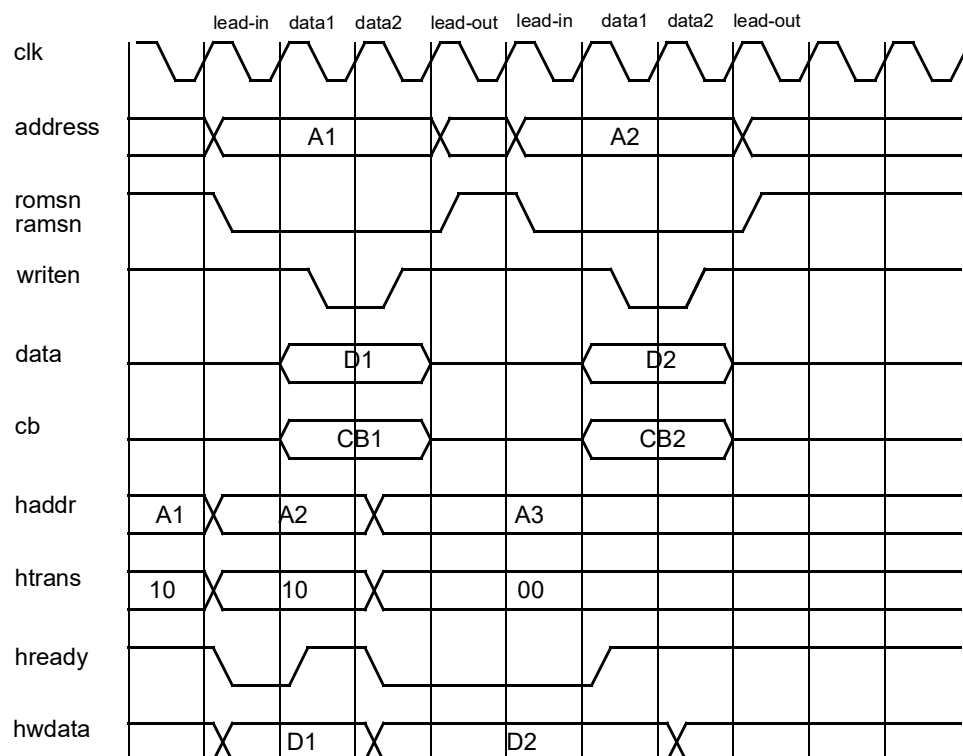 lead-in data1 data2 lead-out lead-in data1 data2 lead-out
clk
address A1 A2
romsn
ramsn
writen
data D1 D2
cb CB1 CB2
haddr A1 A2 A3
htrans 10 10 00
hready
hwdata D1 D2